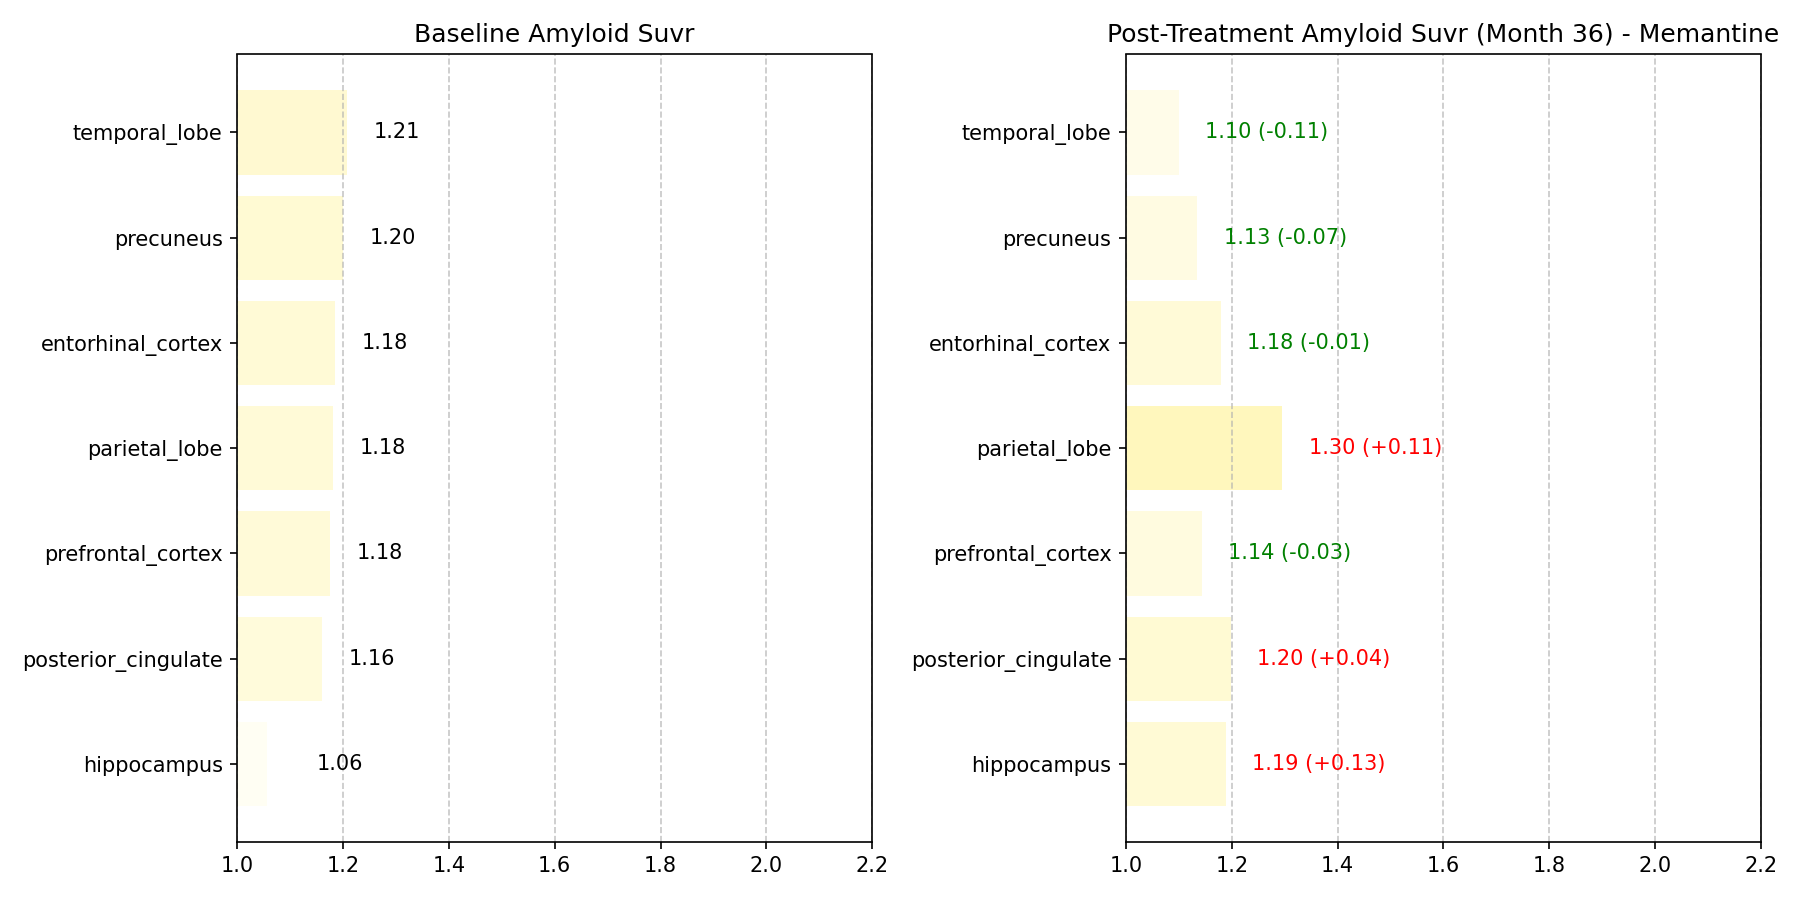 Baseline Amyloid Suvr
temporal_lobe
1.21
precuneus
1.20
entorhinal_cortex
1.18
parietal_lobe
1.18
prefrontal_cortex
1.18
posterior_cingulate
1.16
hippocampus
1.06
1.0 1.2 1.4 1.6 1.8 2.0 2.2
Post-Treatment Amyloid Suvr (Month 36) - Memantine
temporal_lobe
1.10 (-0.11)
precuneus
1.13 (-0.07)
entorhinal_cortex
1.18 (-0.01)
parietal_lobe
1.30 (+0.11)
prefrontal_cortex
1.14 (-0.03)
posterior_cingulate
1.20 (+0.04)
hippocampus
1.19 (+0.13)
1.0 1.2 1.4 1.6 1.8 2.0 2.2